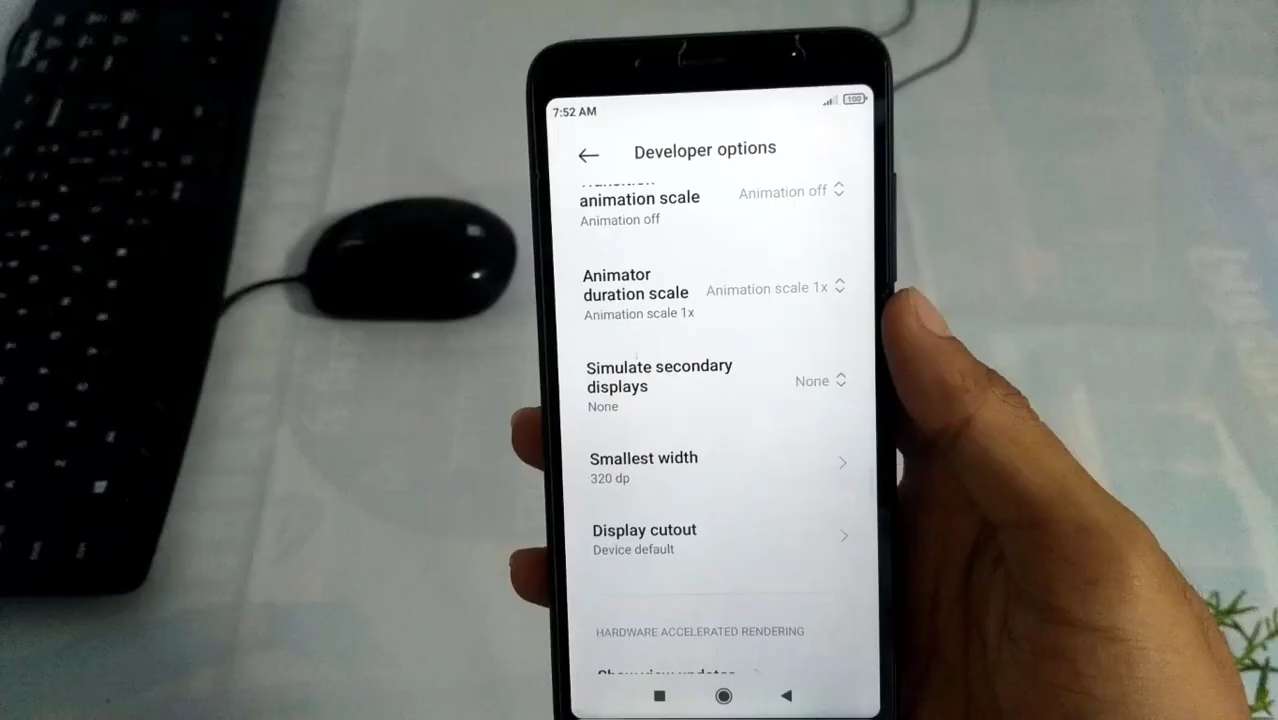 7:52 AM
100
Developer options
animation scale
Animation off
Animation off
Animator
duration scale
Animation scale 1x
Animation scale 1x
Simulate secondary
displays
None
None
Smallest width
320 dp
Display cutout
Device default
HARDWARE ACCELERATED RENDERING